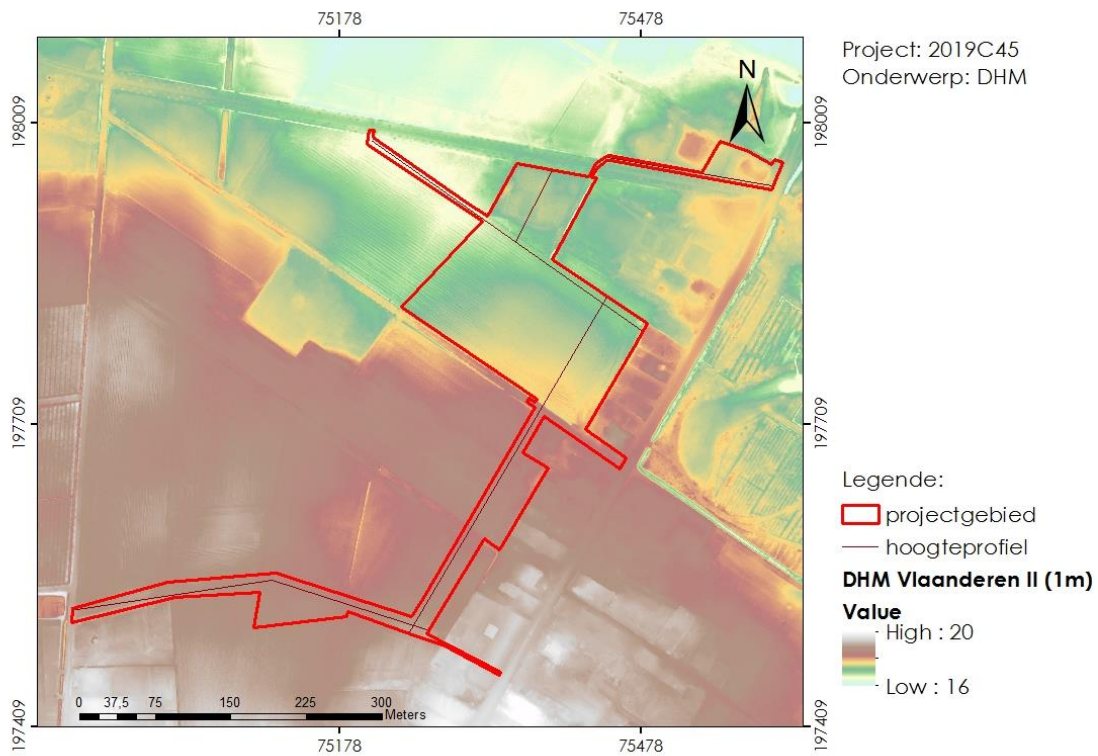 75178 75478
Project: 2019C45
Onderwerp: DHM
N
198009 198009
197709 197709
Legende:
projectgebied
hoogteprofiel
DHM Vlaanderen II (1m)
Value
High : 20
Low : 16
0 37,5 75 150 225 300
Meters
197409 197409
75178 75478